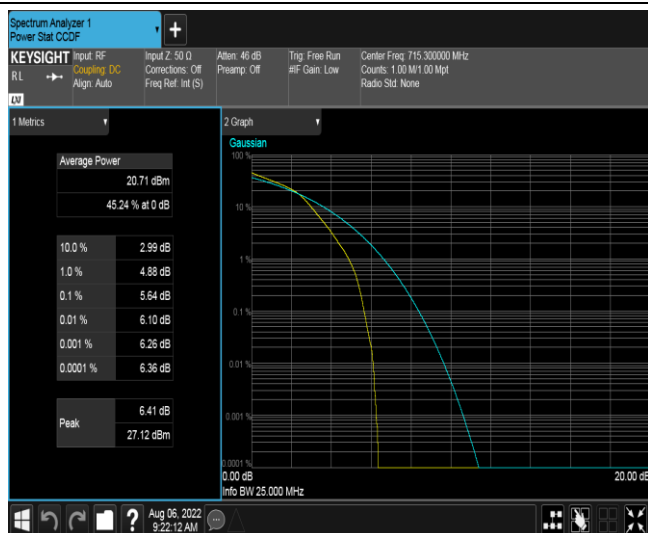 Spectrum Analyzer 1
Power Stat CCDF
+
KEYSIGHT
RL
LXI
Input: RF
Coupling: DC
Align: Auto
Input Z: 50 Ω
Corrections: Off
Freq Ref: Int (S)
Atten: 46 dB
Preamp: Off
Trig: Free Run
#IF Gain: Low
Center Freq: 715.300000 MHz
Counts: 1.00 M/1.00 Mpt
Radio Std: None
1 Metrics
Average Power
20.71 dBm
45.24 % at 0 dB
10.0 % 2.99 dB
1.0 % 4.88 dB
0.1 % 5.64 dB
0.01 % 6.10 dB
0.001 % 6.26 dB
0.0001 % 6.36 dB
Peak
6.41 dB
27.12 dBm
2 Graph
Gaussian
100 %
10 %
1 %
0.1 %
0.01 %
0.001 %
0.0001 %
0.00 dB
20.00 dB
Info BW 25.000 MHz
?
Aug 06, 2022
9:22:12 AM